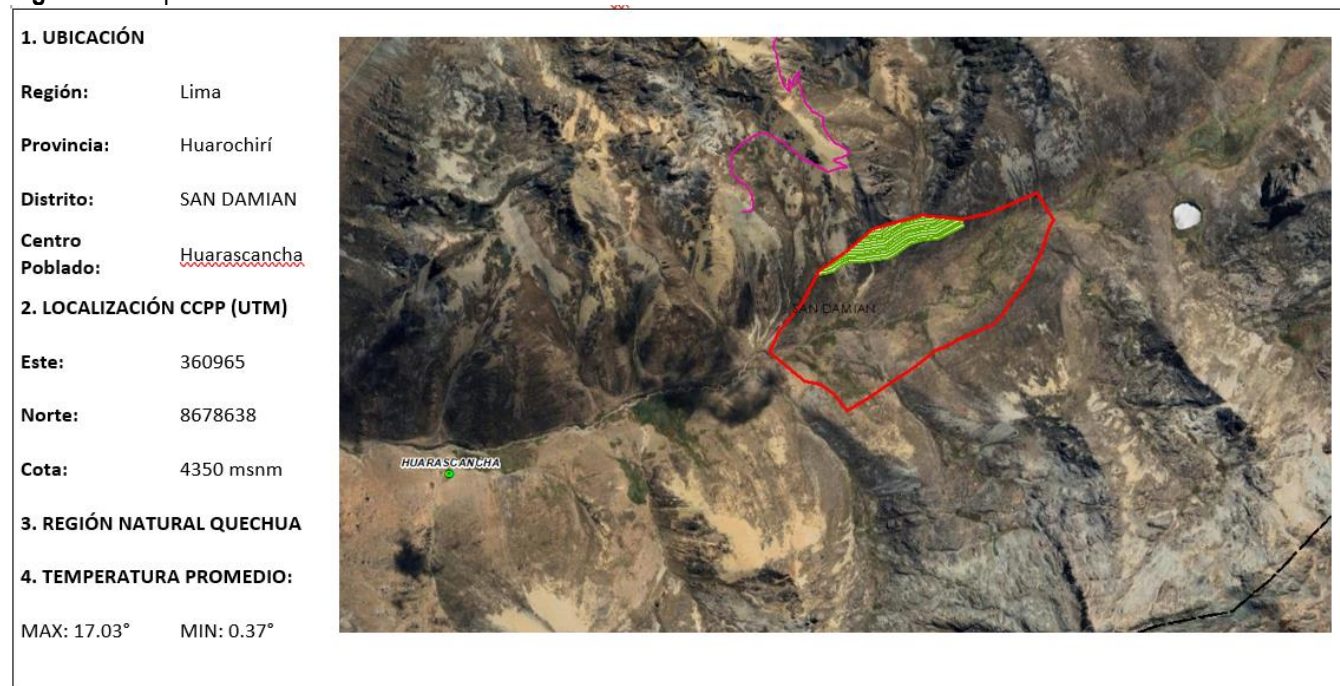 1. UBICACIÓN
Región: Lima
Provincia: Huarochirí
Distrito: SAN DAMIAN
Centro
Poblado: Huarascancha
2. LOCALIZACIÓN CCPP (UTM)
Este: 360965
Norte: 8678638
Cota: 4350 msnm
3. REGIÓN NATURAL QUECHUA
4. TEMPERATURA PROMEDIO:
MAX: 17.03° MIN: 0.37°
SAN DAMIAN
HUARASCANCHA